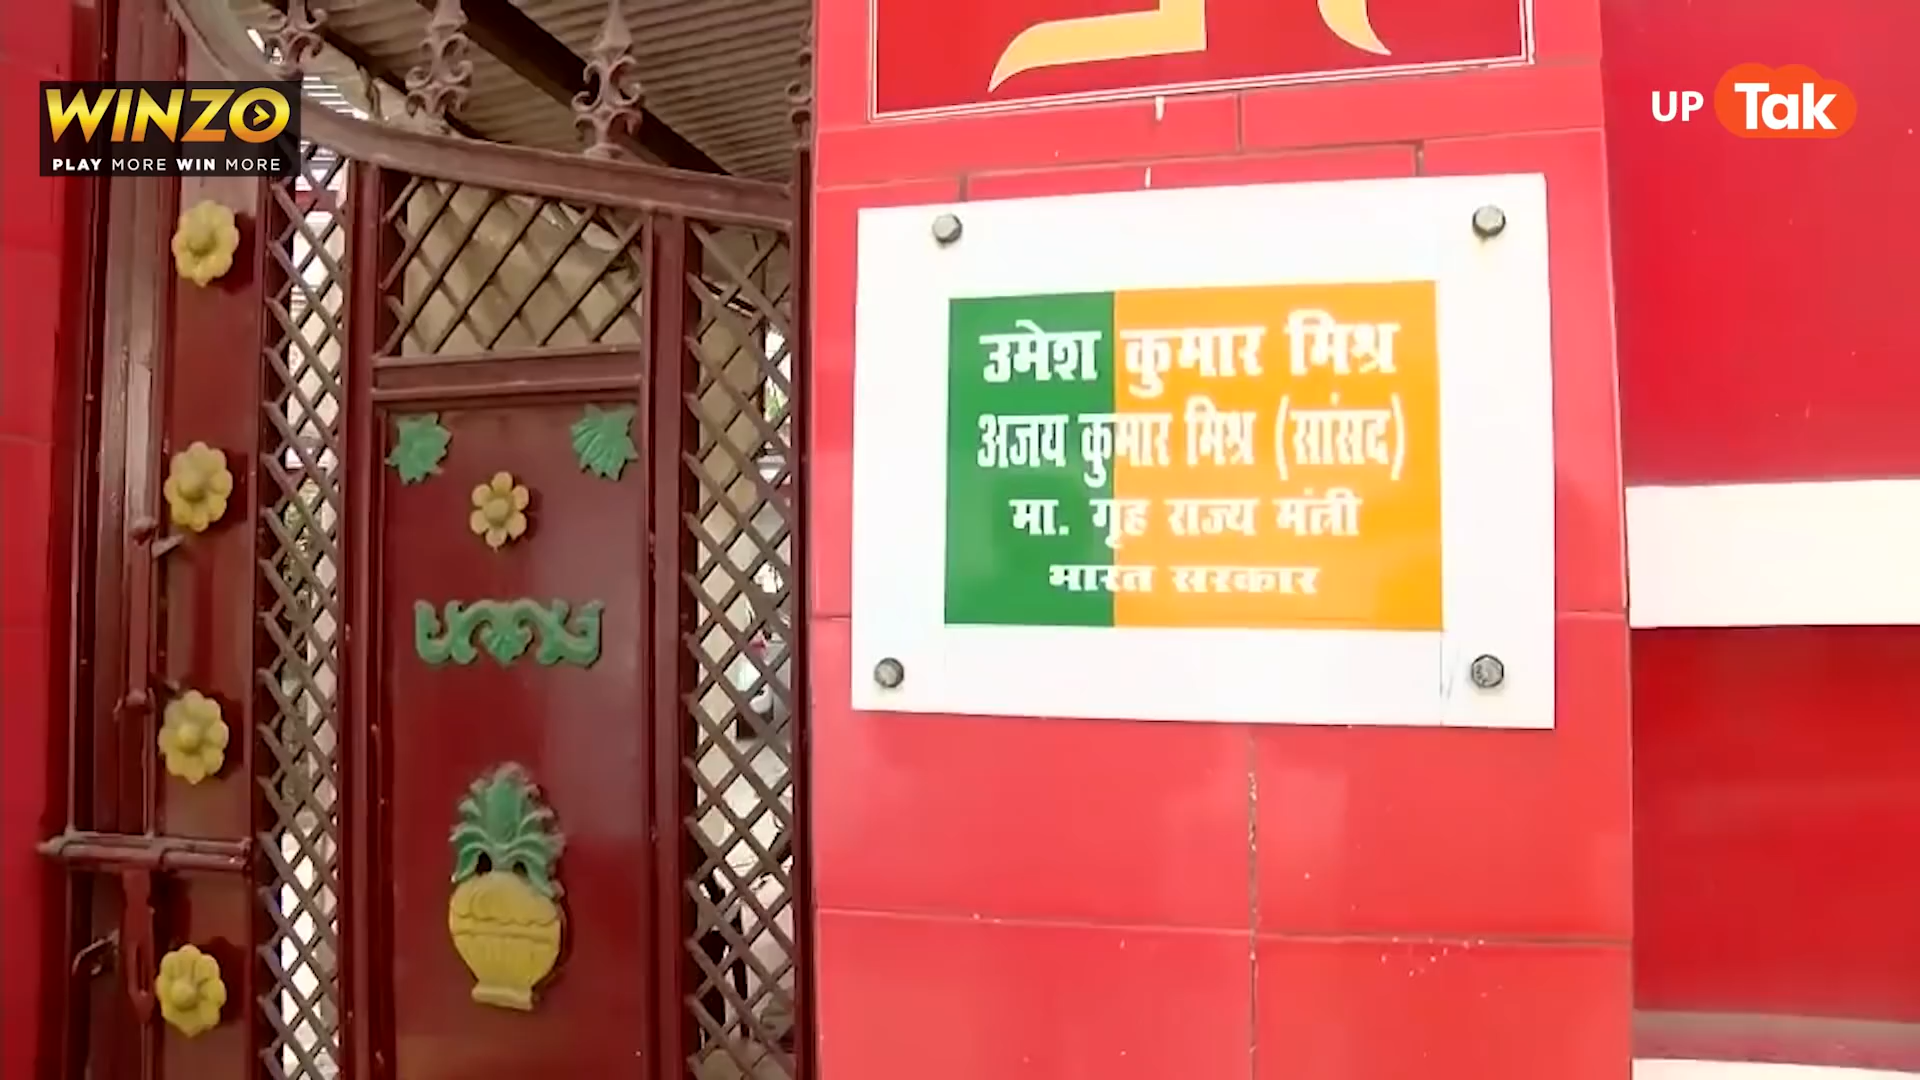 WINZO
PLAY MORE WIN MORE
UP Tak
उमेश कुमार मिश्र
अजय कुमार मिश्र (सांसद)
मा. गृह राज्य मंत्री
भारत सरकार